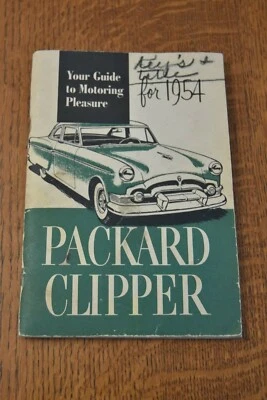 Your Guide
to Motoring
Pleasure
for 1954
PACKARD
CLIPPER